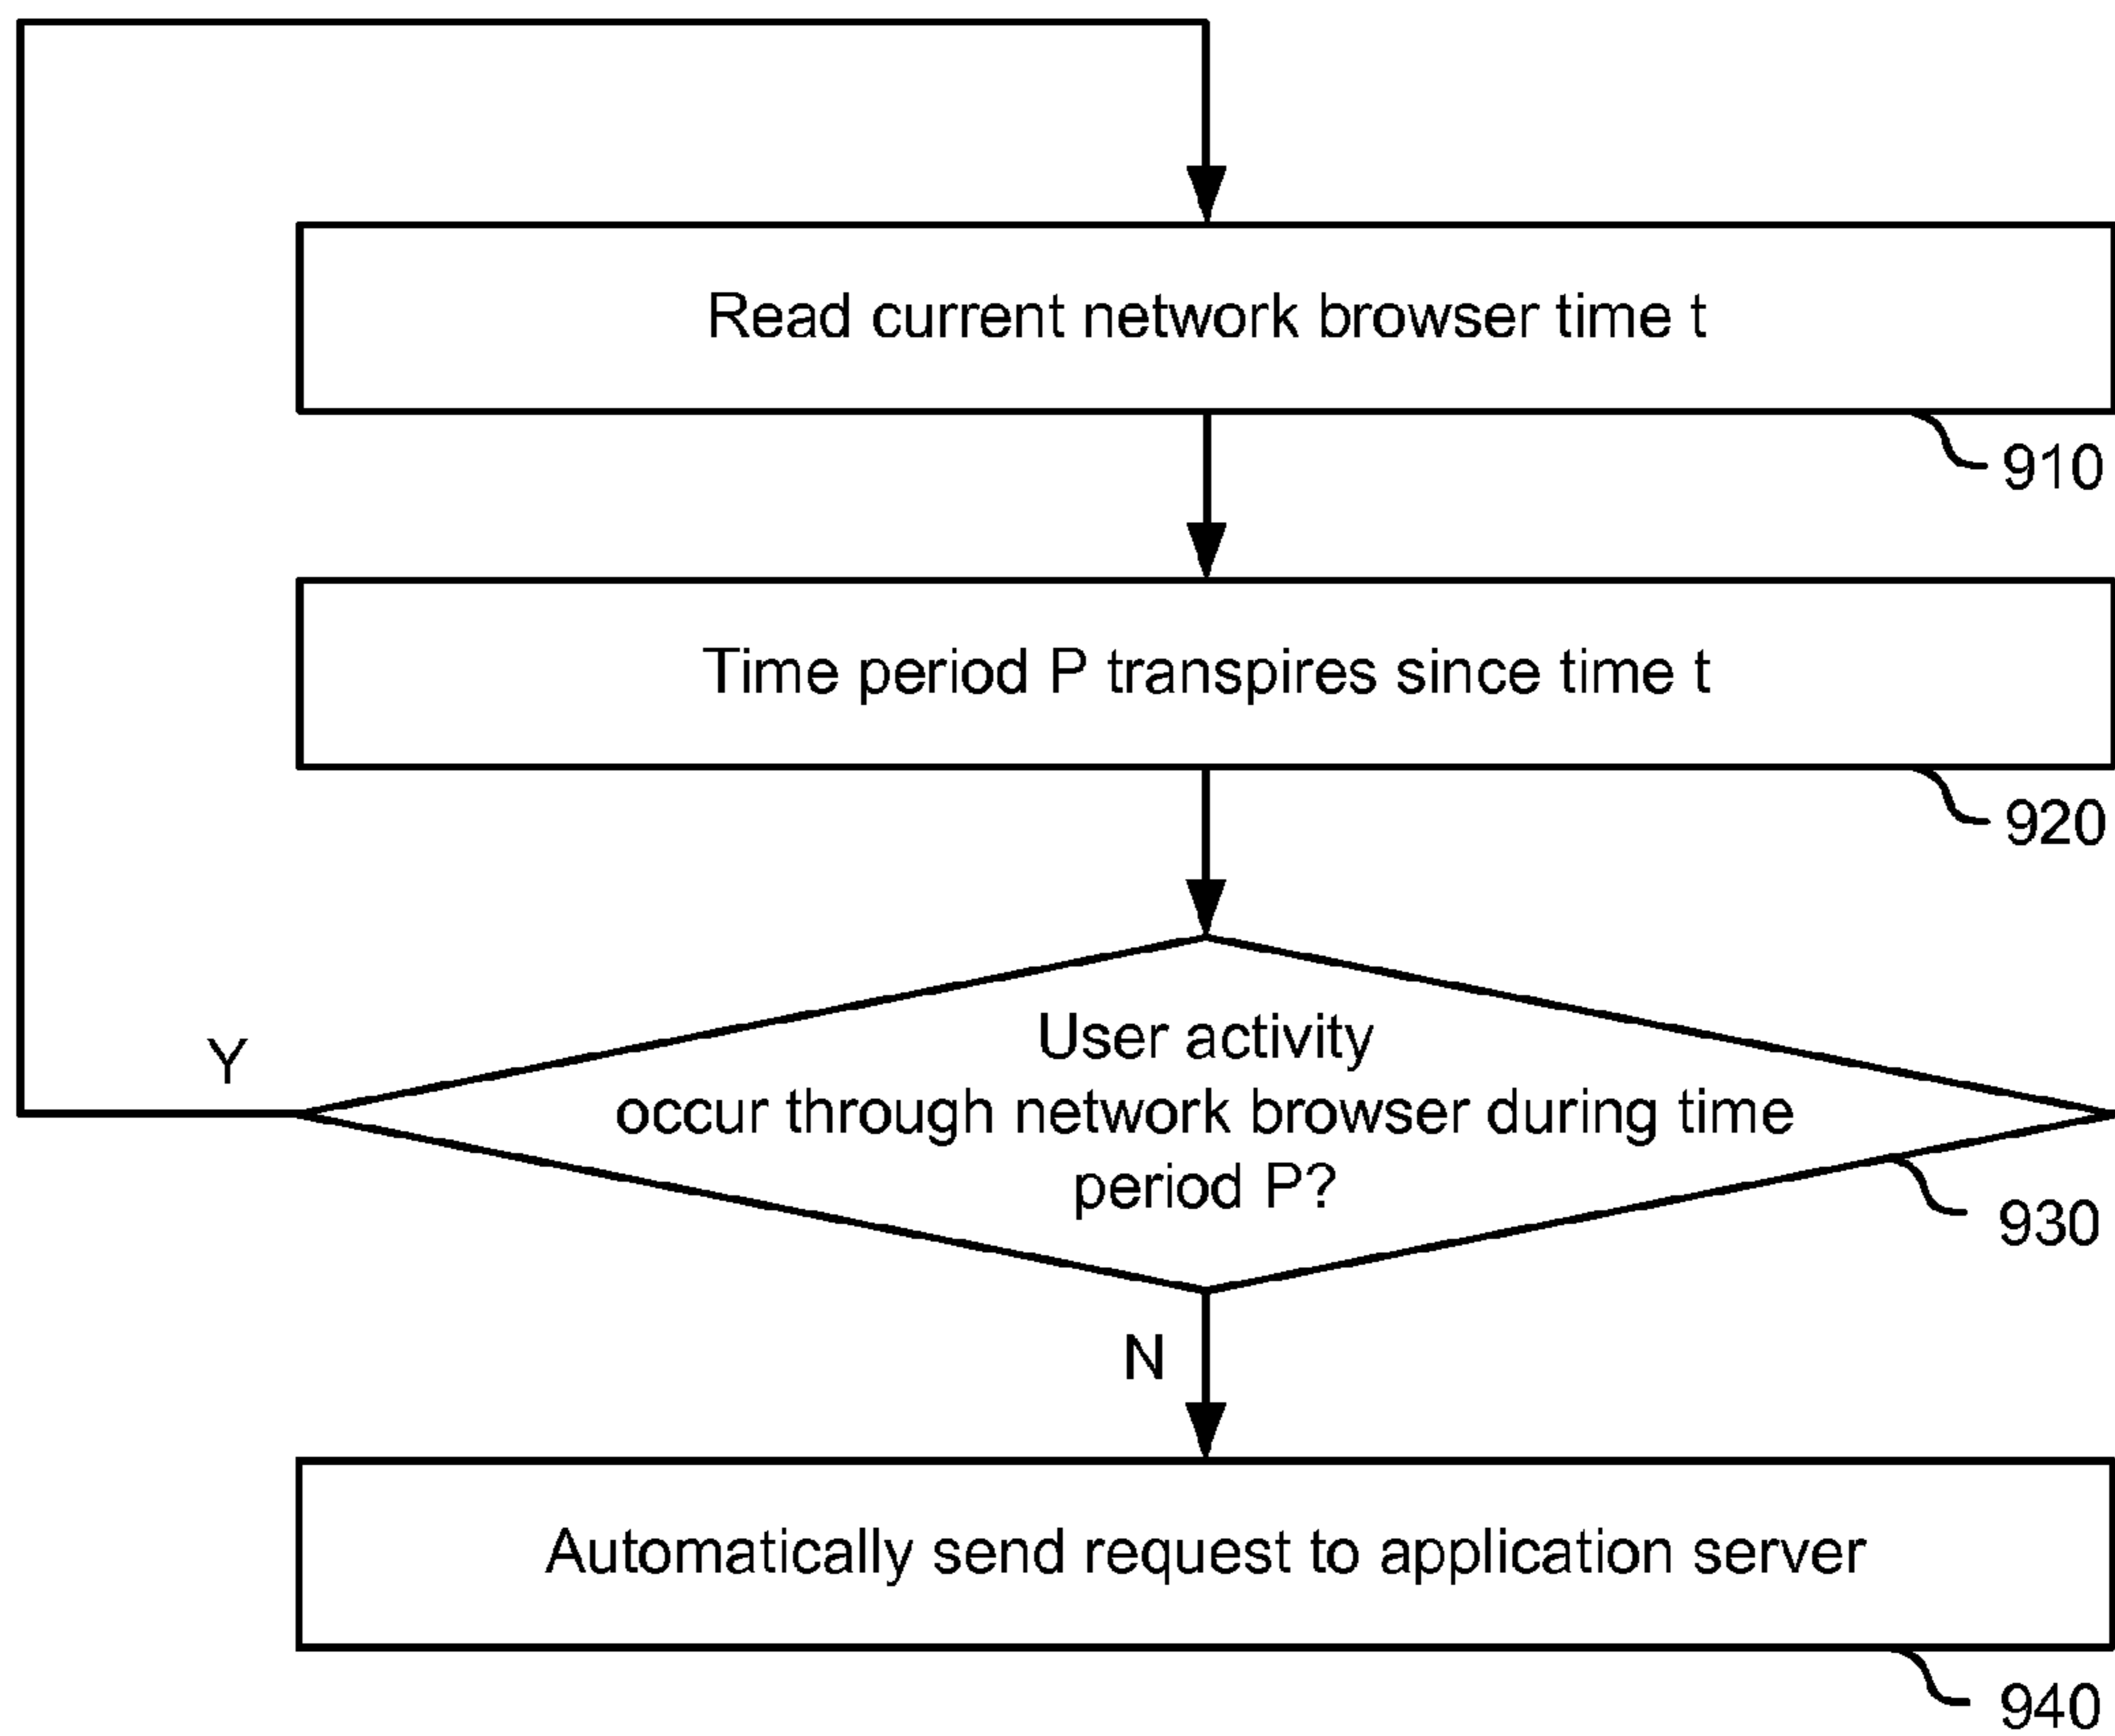 Read current network browser time t
910
Time period P transpires since time t
920
User activity
occur through network browser during time
period P?
Y
930
N
Automatically send request to application server
940